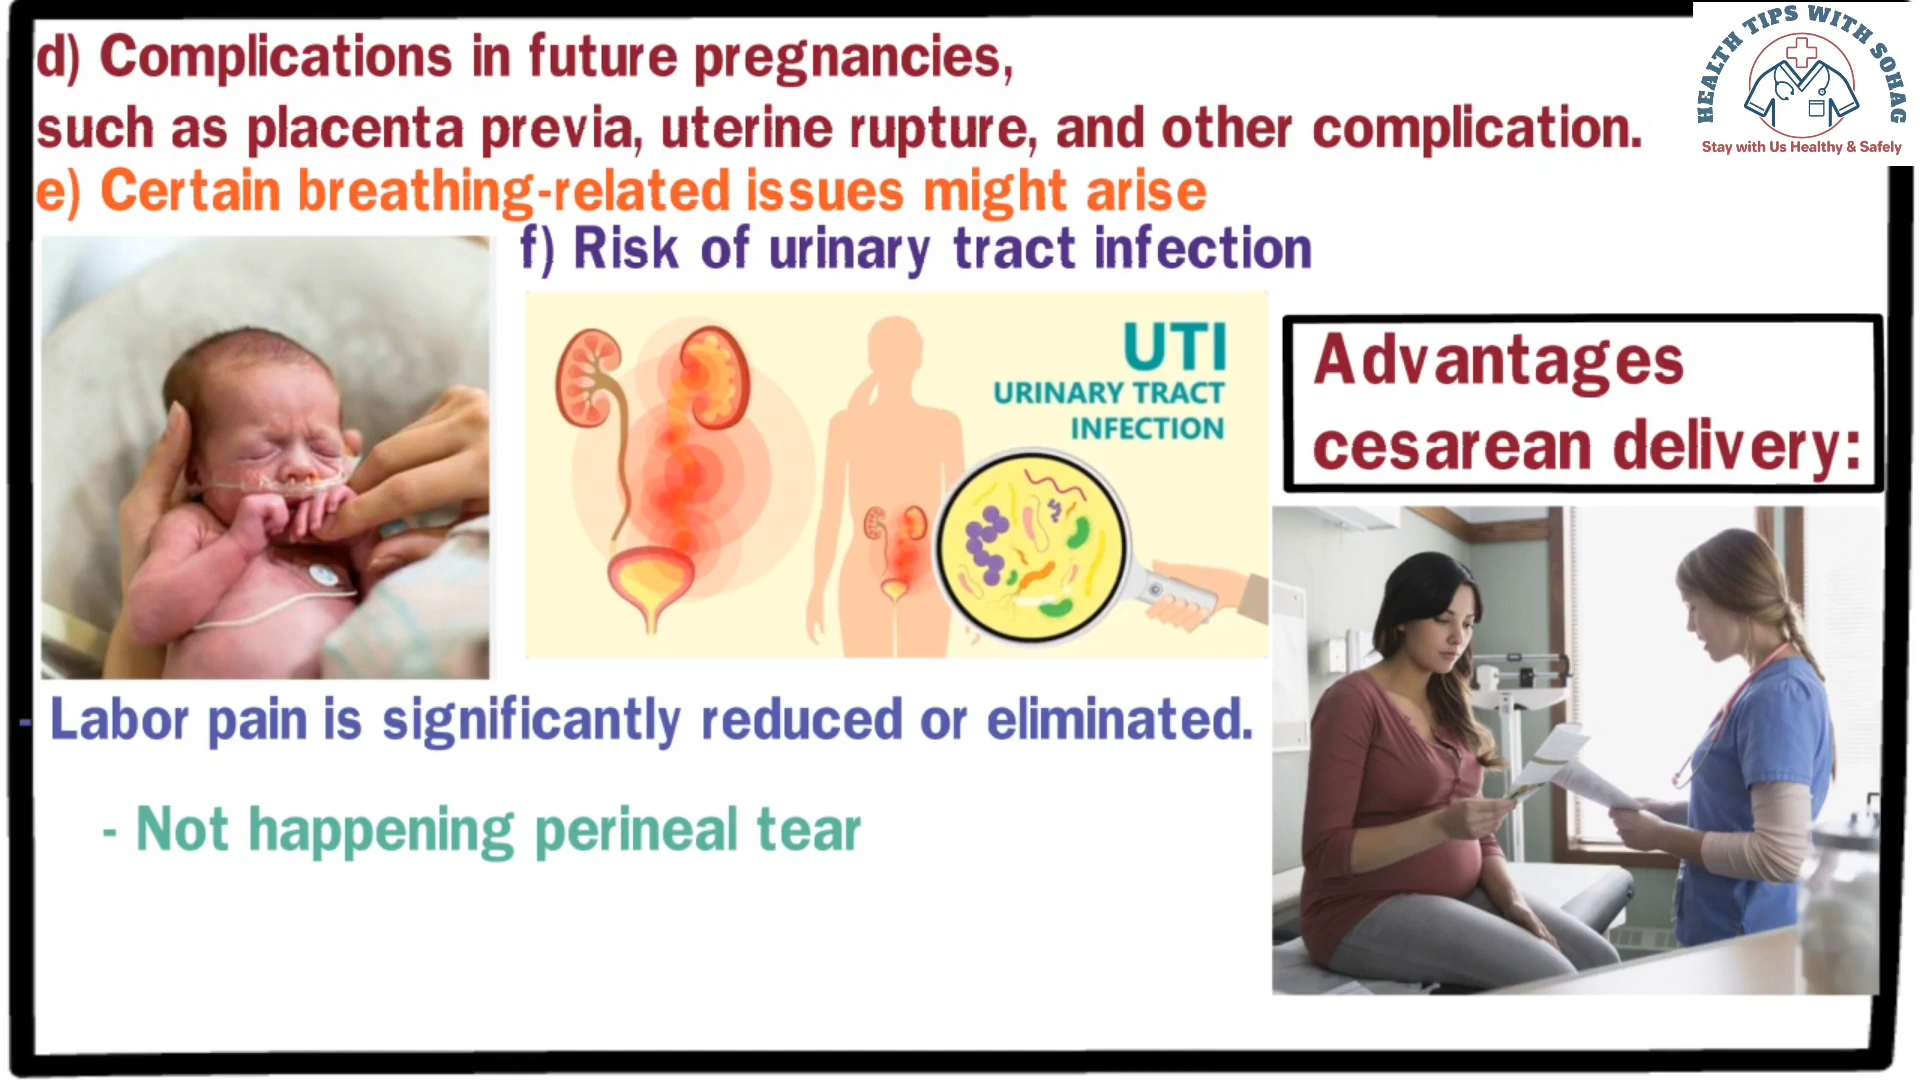 HEALTH TIPS WITH SOHAG
Stay with Us Healthy & Safely
d) Complications in future pregnancies,
such as placenta previa, uterine rupture, and other complication.
e) Certain breathing-related issues might arise
f) Risk of urinary tract infection
UTI
URINARY TRACT
INFECTION
Advantages
cesarean delivery:
- Labor pain is significantly reduced or eliminated.
- Not happening perineal tear